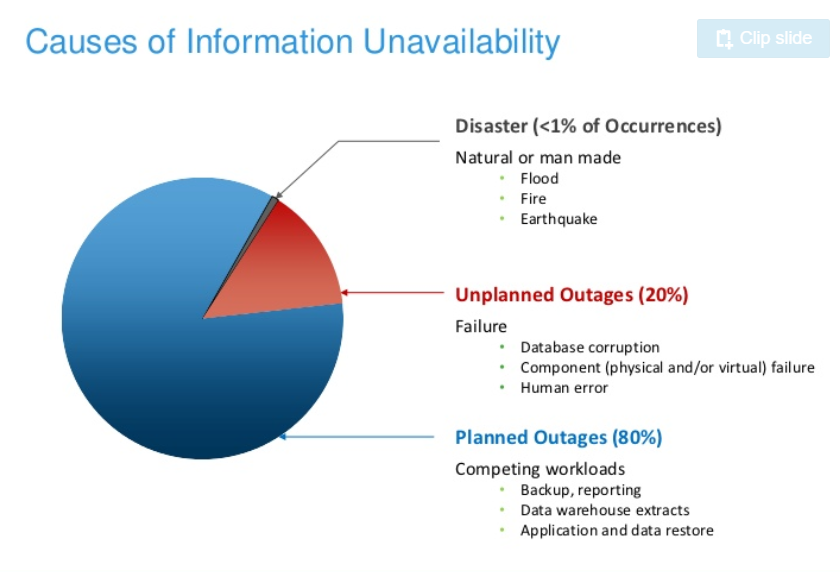 Causes of Information Unavailability
Clip slide
Disaster (<1% of Occurrences)
Natural or man made
• Flood
• Fire
• Earthquake
Unplanned Outages (20%)
Failure
• Database corruption
• Component (physical and/or virtual) failure
• Human error
Planned Outages (80%)
Competing workloads
• Backup, reporting
• Data warehouse extracts
• Application and data restore